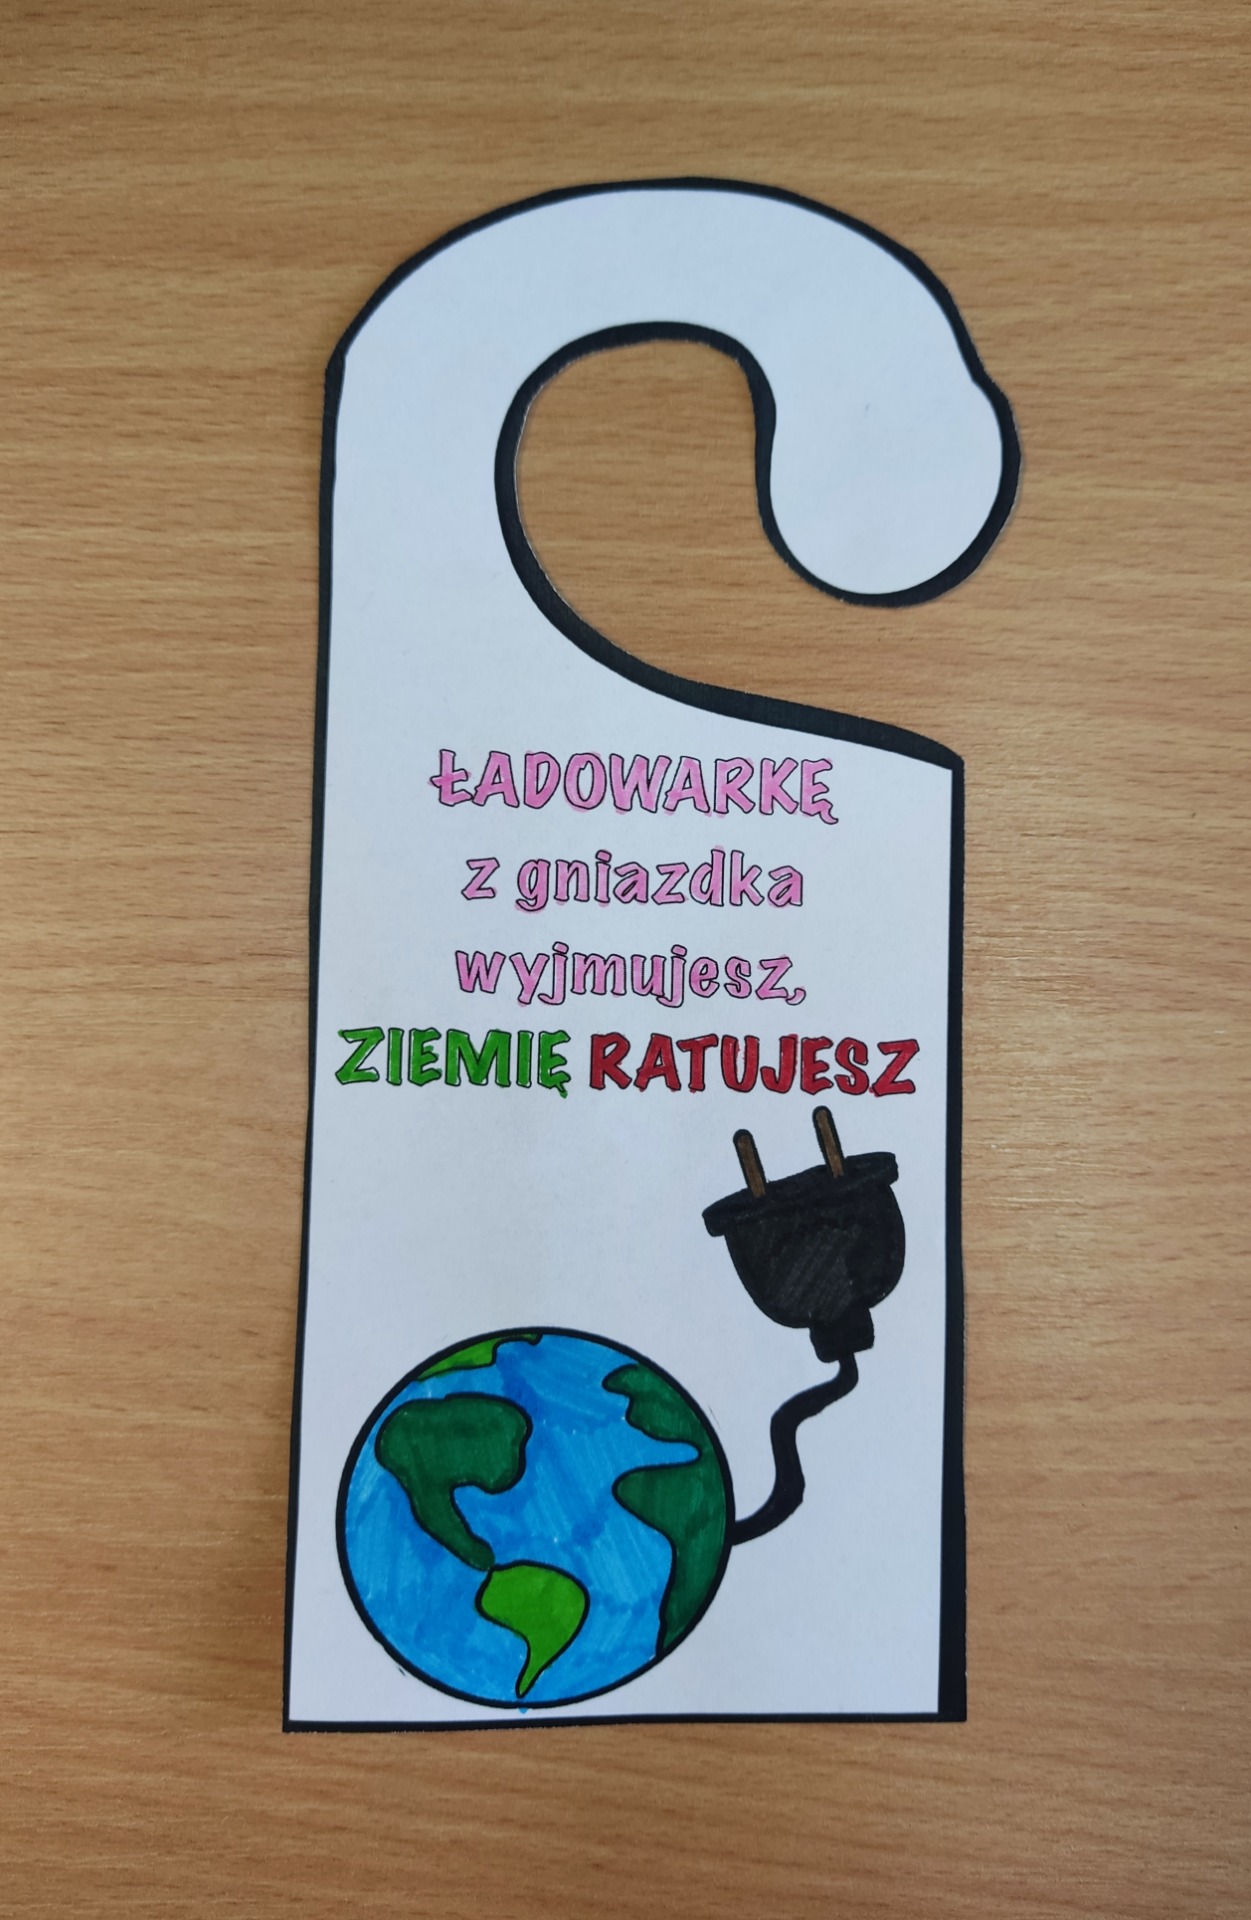 ŁADOWARKĘ
z gniazdka
wyjmujesz,
ZIEMIĘ RATUJESZ